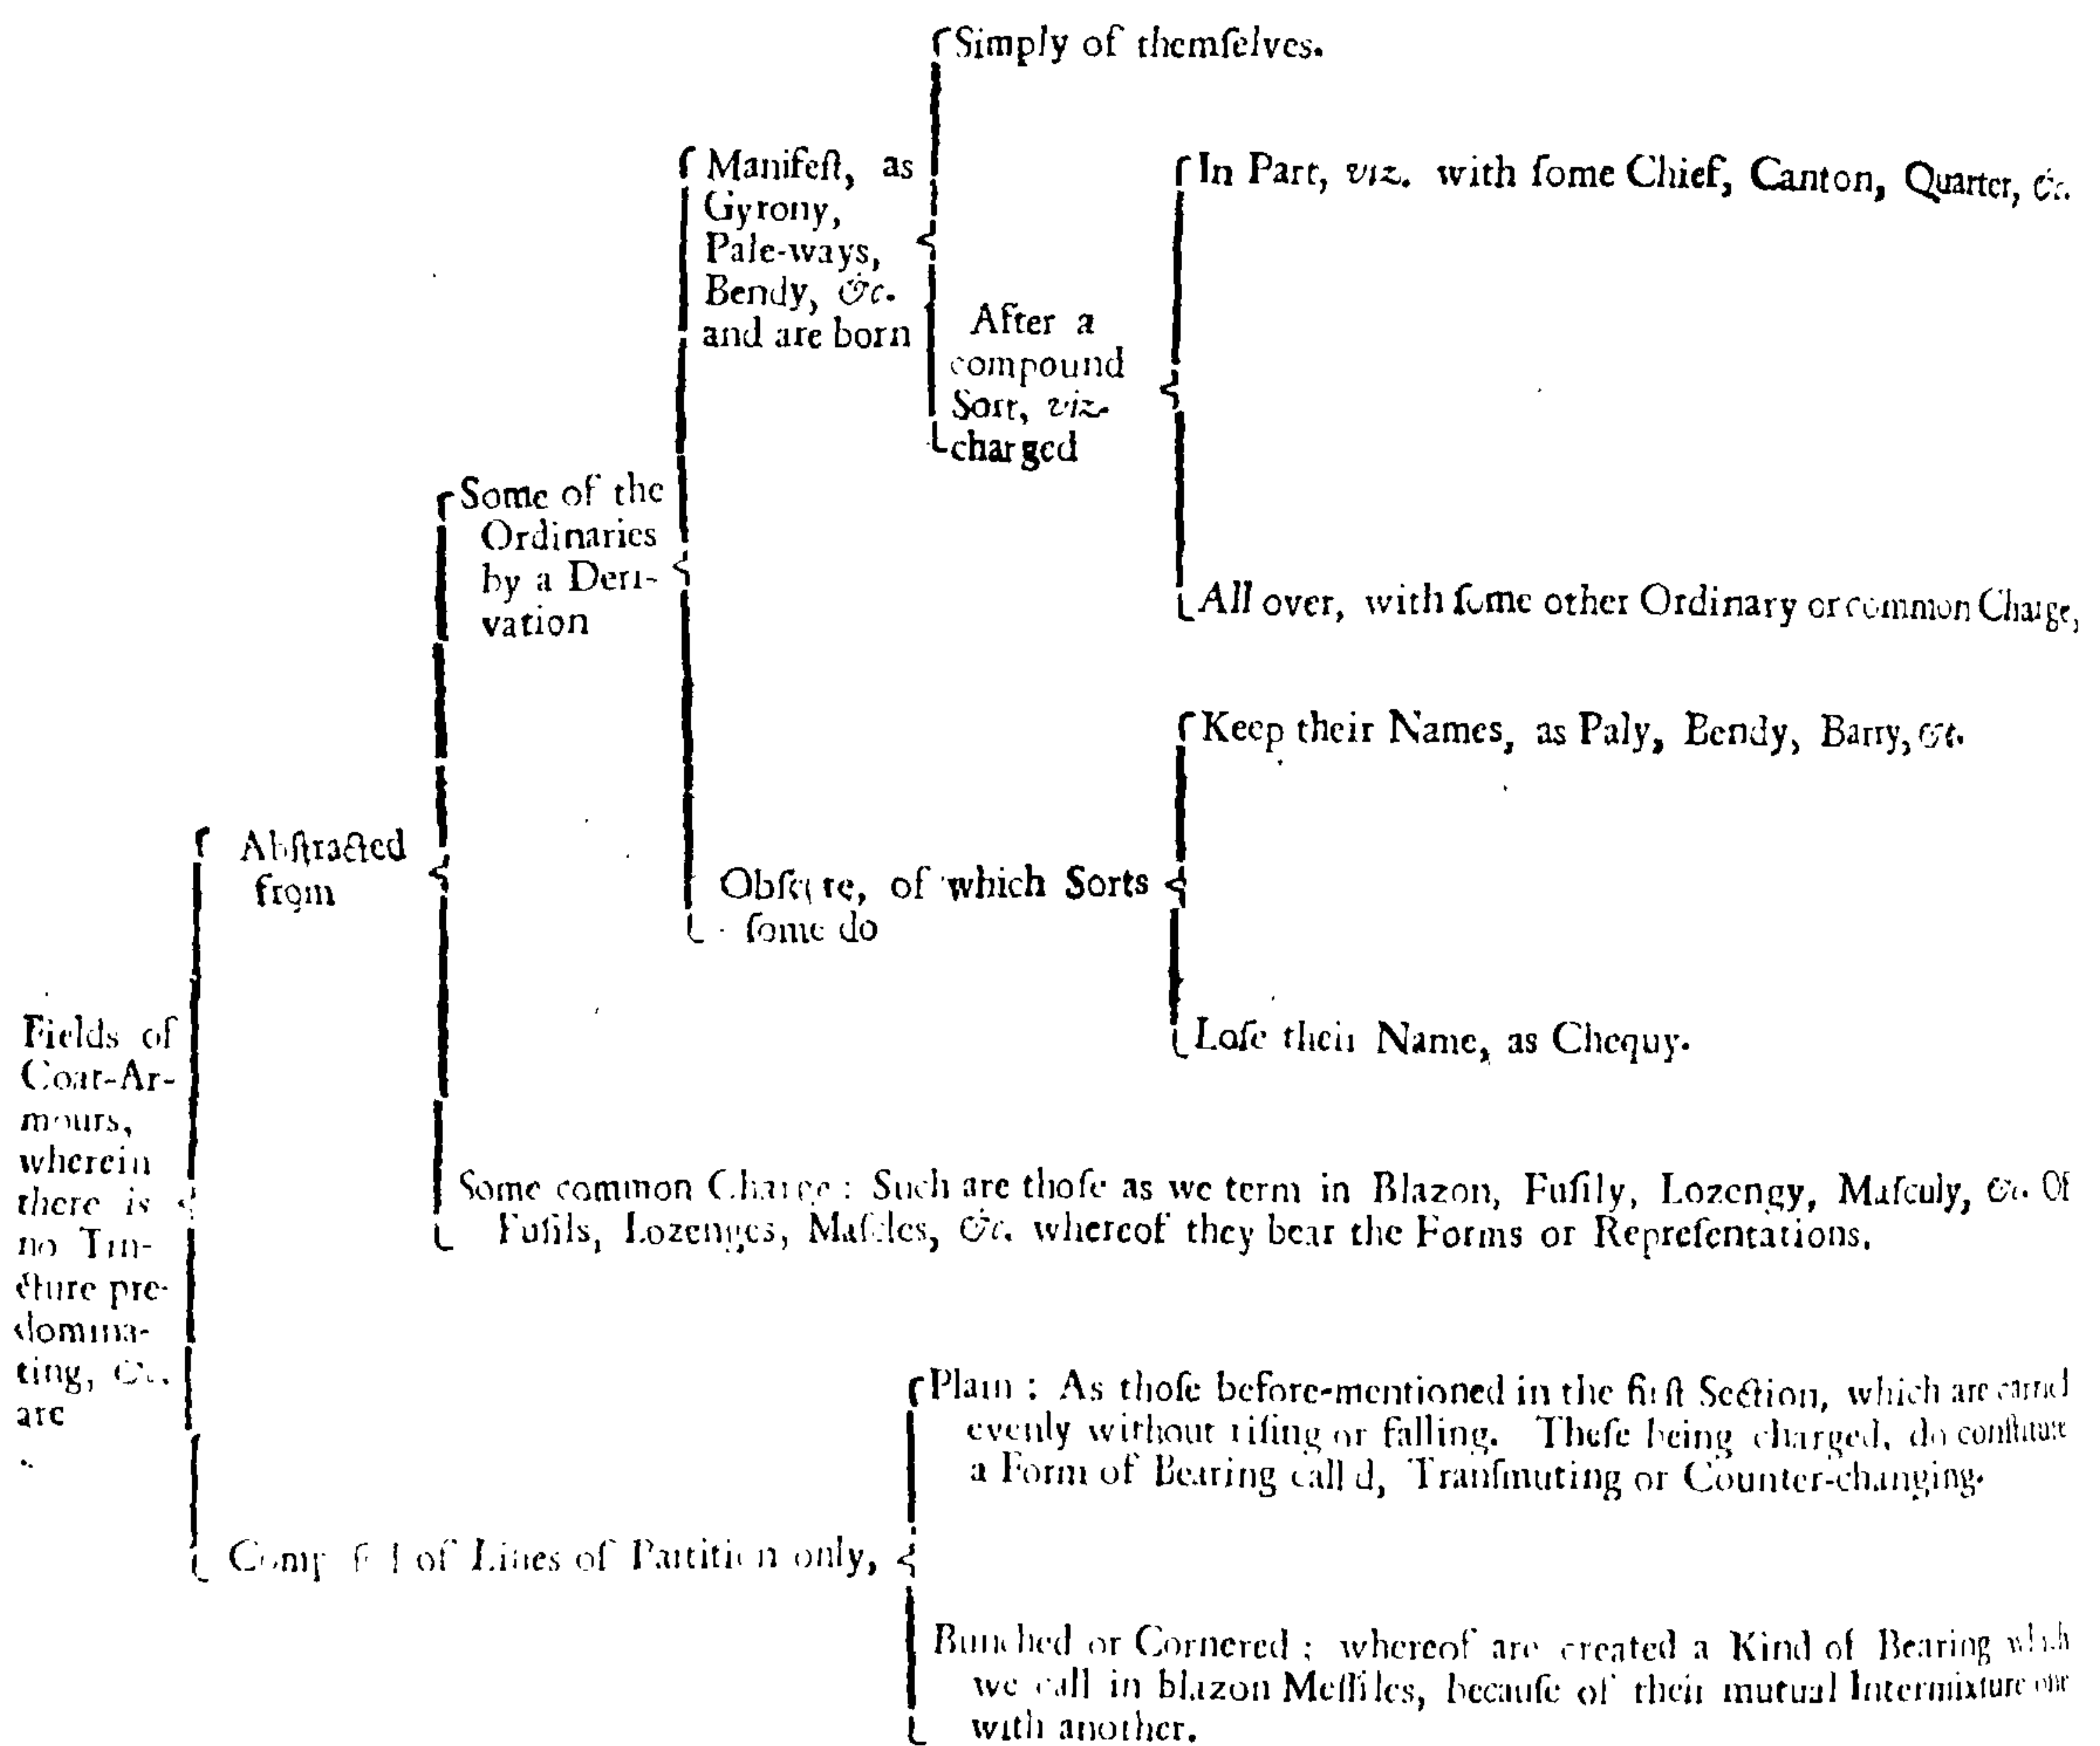 Simply of themſelves.
Manifeſt, as
Gyrony,
Pale-ways,
Bendy, &c.
and are born
In Part, viz. with ſome Chief, Canton, Quarter, &c.
After a
compound
Sort, viz.
charged
All over, with ſome other Ordinary or common Charge,
Some of the
Ordinaries
by a Deri-
vation
Keep their Names, as Paly, Bendy, Barry, &c.
Abſtracted
from
Obſcure, of which Sorts
ſome do
Loſe their Name, as Chequy.
Fields of
Coat-Ar-
mours,
wherein
there is
no Tin-
cture pre-
domina-
ting, &c.
are
Some common Charge : Such are thoſe as we term in Blazon, Fuſily, Lozengy, Maſculy, &c. Of
Fuſils, Lozenges, Maſcles, &c. whereof they bear the Forms or Repreſentations.
Plain : As thoſe before-mentioned in the firſt Section, which are carried
evenly without riſing or falling. Theſe being charged, do conſtitute
a Form of Bearing call'd, Tranſmuting or Counter-changing.
Compoſed of Lines of Partition only,
Bunched or Cornered ; whereof are created a Kind of Bearing which
we call in blazon Meſſiles, becauſe of their mutual Intermixture one
with another.